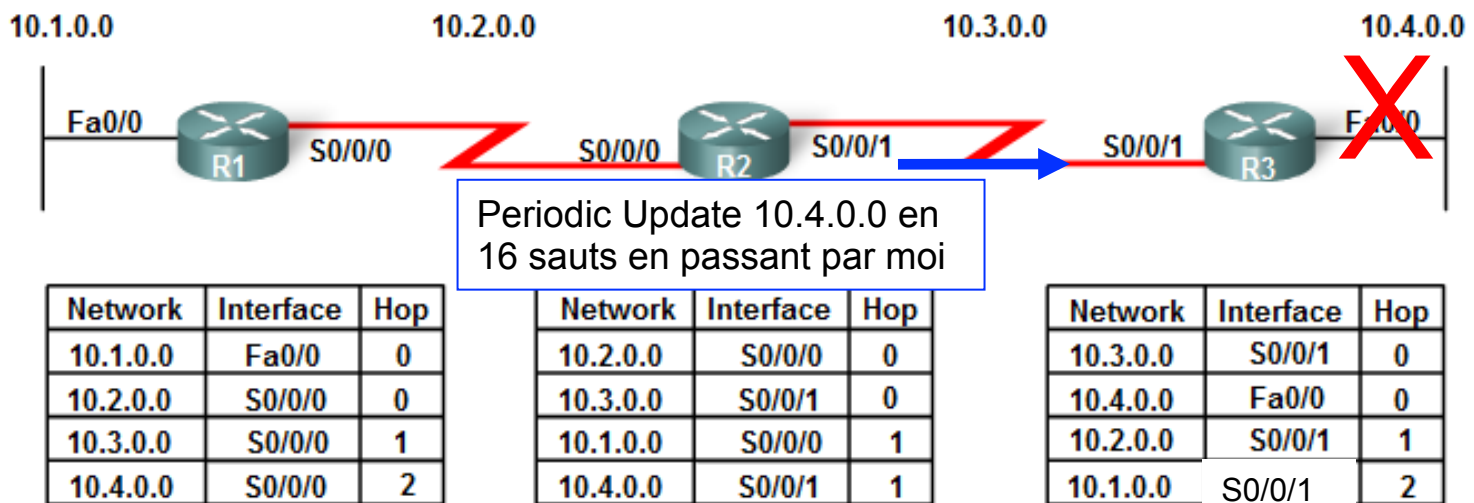 10.1.0.0 10.2.0.0 10.3.0.0 10.4.0.0
Fa0/0 R1 S0/0/0 S0/0/0 R2 S0/0/1 S0/0/1 R3 Fa0/0
X
Periodic Update 10.4.0.0 en
16 sauts en passant par moi
Network Interface Hop
10.1.0.0 Fa0/0 0
10.2.0.0 S0/0/0 0
10.3.0.0 S0/0/0 1
10.4.0.0 S0/0/0 2
Network Interface Hop
10.2.0.0 S0/0/0 0
10.3.0.0 S0/0/1 0
10.1.0.0 S0/0/0 1
10.4.0.0 S0/0/1 1
Network Interface Hop
10.3.0.0 S0/0/1 0
10.4.0.0 Fa0/0 0
10.2.0.0 S0/0/1 1
10.1.0.0 S0/0/1 2